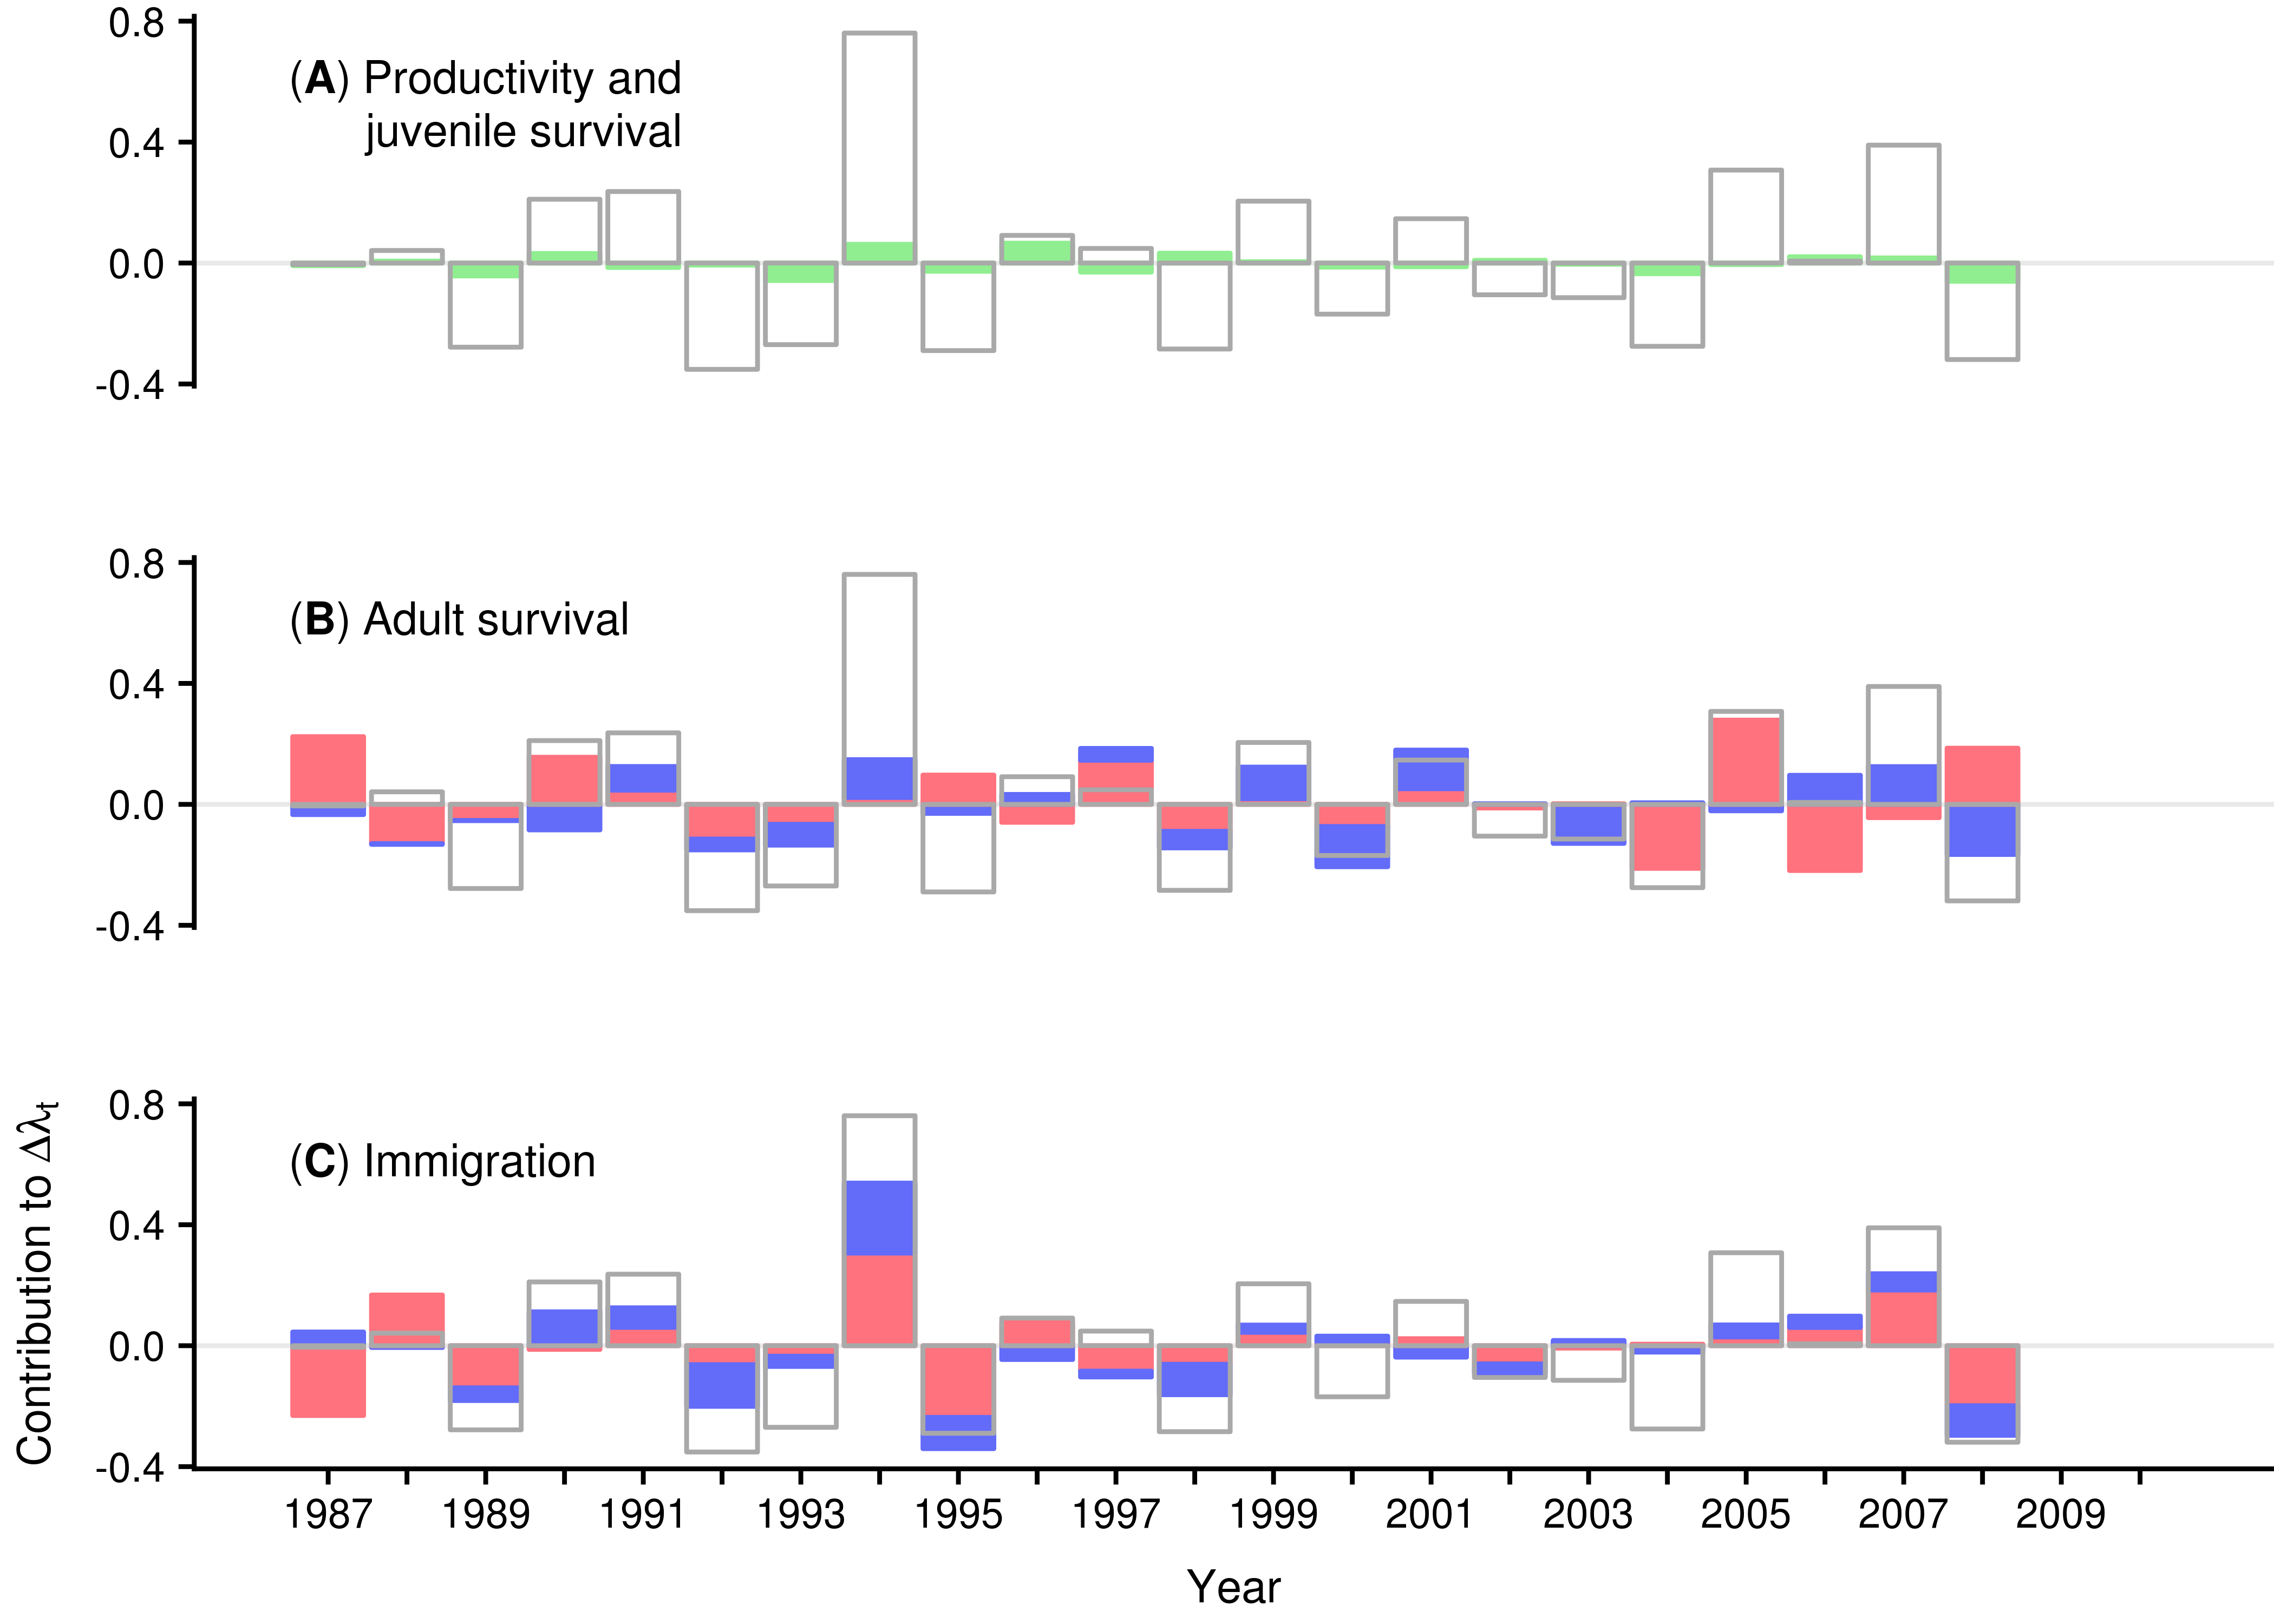 0.8
(A) Productivity and
juvenile survival
0.4
0.0
-0.4
0.8
(B) Adult survival
0.4
0.0
-0.4
Contribution to Δλt
0.8
(C) Immigration
0.4
0.0
-0.4
1987 1989 1991 1993 1995 1997 1999 2001 2003 2005 2007 2009
Year